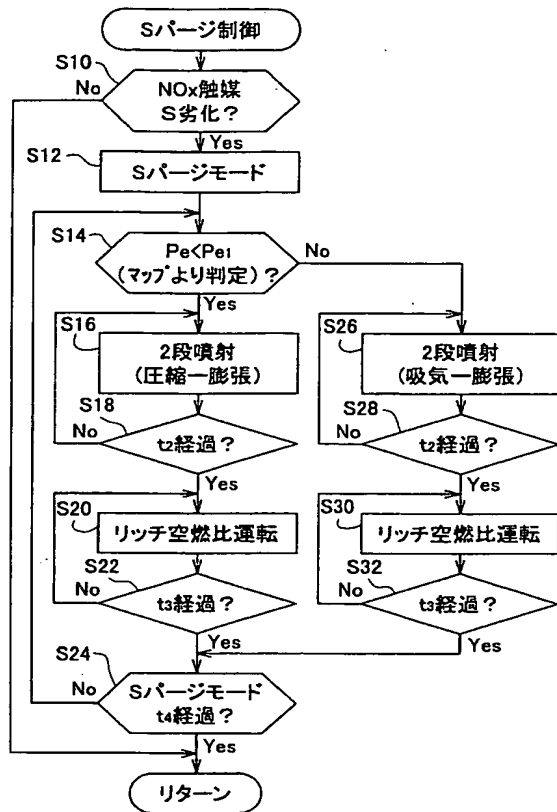 Sパージ制御
S10
No
NOx触媒
S劣化？
Yes
S12
Sパージモード
S14
Pe<Pe1
(マップより判定)？
No
Yes
S16
2段噴射
(圧縮ー膨張)
S26
2段噴射
(吸気ー膨張)
S18
No
t2経過？
S28
No
t2経過？
Yes
Yes
S20
リッチ空燃比運転
S30
リッチ空燃比運転
S22
No
t3経過？
S32
No
t3経過？
Yes
Yes
S24
No
Sパージモード
t4経過？
Yes
リターン